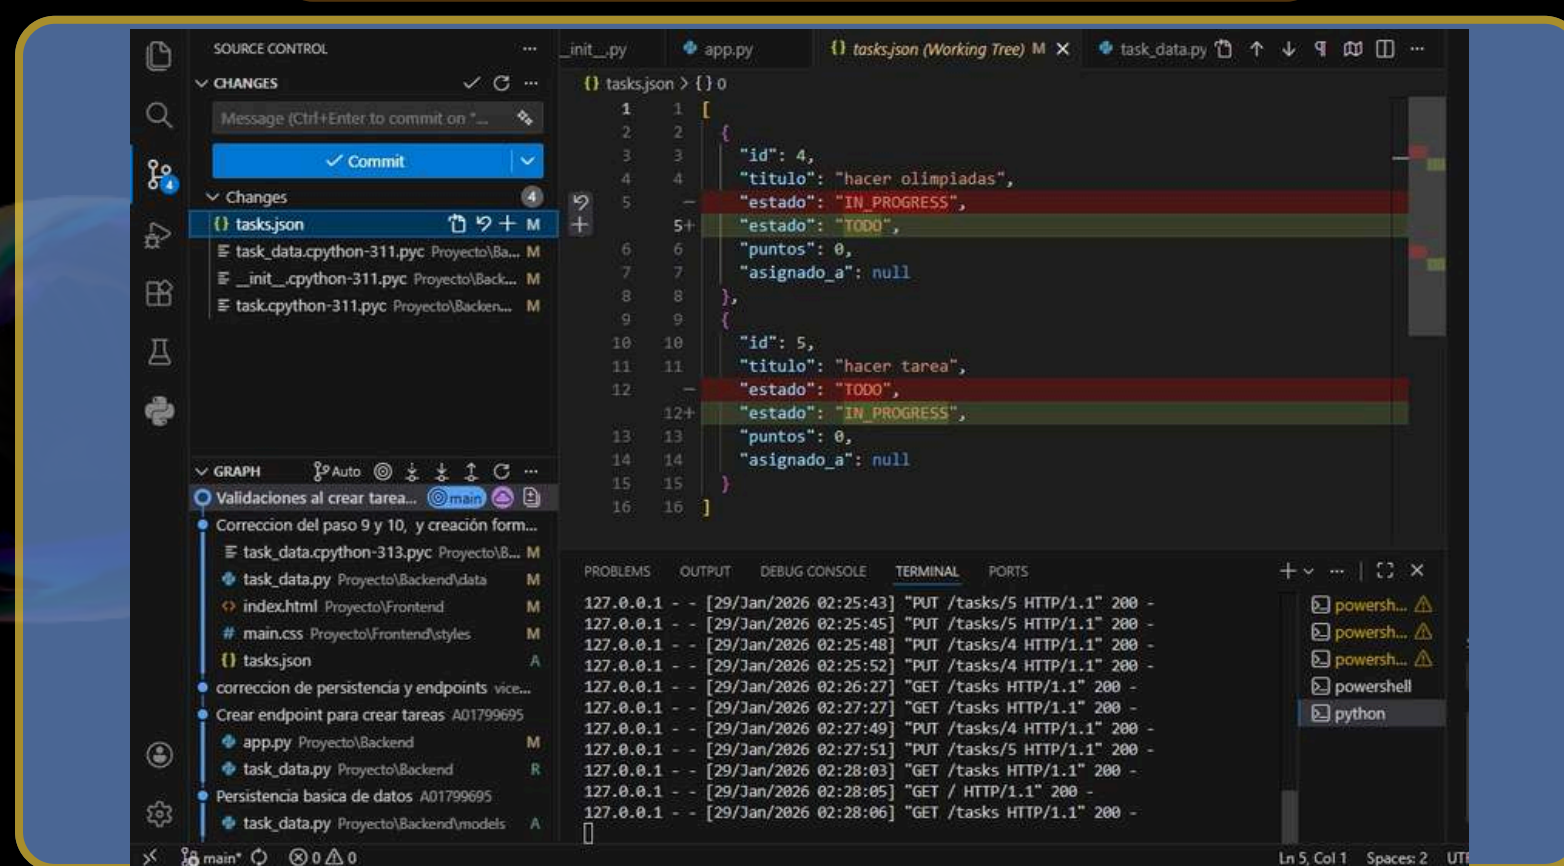 SOURCE CONTROL
CHANGES
Message (Ctrl+Enter to commit on "...
Commit
Changes 4
tasks.json M
task_data.cpython-311.pyc Proyecto\Ba... M
__init__.cpython-311.pyc Proyecto\Back... M
task.cpython-311.pyc Proyecto\Backen... M
4
GRAPH Auto
Validaciones al crear tarea... main
Correccion del paso 9 y 10, y creación form...
task_data.cpython-313.pyc Proyecto\B... M
task_data.py Proyecto\Backend\data M
index.html Proyecto\Frontend M
main.css Proyecto\Frontend\styles M
tasks.json A
correccion de persistencia y endpoints vice...
Crear endpoint para crear tareas A01799695
app.py Proyecto\Backend M
task_data.py Proyecto\Backend R
Persistencia basica de datos A01799695
task_data.py Proyecto\Backend\models A
_init__.py app.py tasks.json (Working Tree) M task_data.py
{} tasks.json > {} 0
1 1 [
2 2 {
3 3 "id": 4,
4 4 "titulo": "hacer olimpiadas",
5 − "estado": "IN_PROGRESS",
5+ "estado": "TODO",
6 6 "puntos": 0,
7 7 "asignado_a": null
8 8 },
9 9 {
10 10 "id": 5,
11 11 "titulo": "hacer tarea",
12 − "estado": "TODO",
12+ "estado": "IN_PROGRESS",
13 13 "puntos": 0,
14 14 "asignado_a": null
15 15 }
16 16 ]
PROBLEMS OUTPUT DEBUG CONSOLE TERMINAL PORTS
127.0.0.1 - - [29/Jan/2026 02:25:43] "PUT /tasks/5 HTTP/1.1" 200 -
127.0.0.1 - - [29/Jan/2026 02:25:45] "PUT /tasks/5 HTTP/1.1" 200 -
127.0.0.1 - - [29/Jan/2026 02:25:48] "PUT /tasks/4 HTTP/1.1" 200 -
127.0.0.1 - - [29/Jan/2026 02:25:52] "PUT /tasks/4 HTTP/1.1" 200 -
127.0.0.1 - - [29/Jan/2026 02:26:27] "GET /tasks HTTP/1.1" 200 -
127.0.0.1 - - [29/Jan/2026 02:27:27] "GET /tasks HTTP/1.1" 200 -
127.0.0.1 - - [29/Jan/2026 02:27:49] "PUT /tasks/4 HTTP/1.1" 200 -
127.0.0.1 - - [29/Jan/2026 02:27:51] "PUT /tasks/5 HTTP/1.1" 200 -
127.0.0.1 - - [29/Jan/2026 02:28:03] "GET /tasks HTTP/1.1" 200 -
127.0.0.1 - - [29/Jan/2026 02:28:05] "GET / HTTP/1.1" 200 -
127.0.0.1 - - [29/Jan/2026 02:28:06] "GET /tasks HTTP/1.1" 200 -
powersh...
powersh...
powersh...
powershell
python
main* 0 0 Ln 5, Col 1 Spaces: 2 UTF